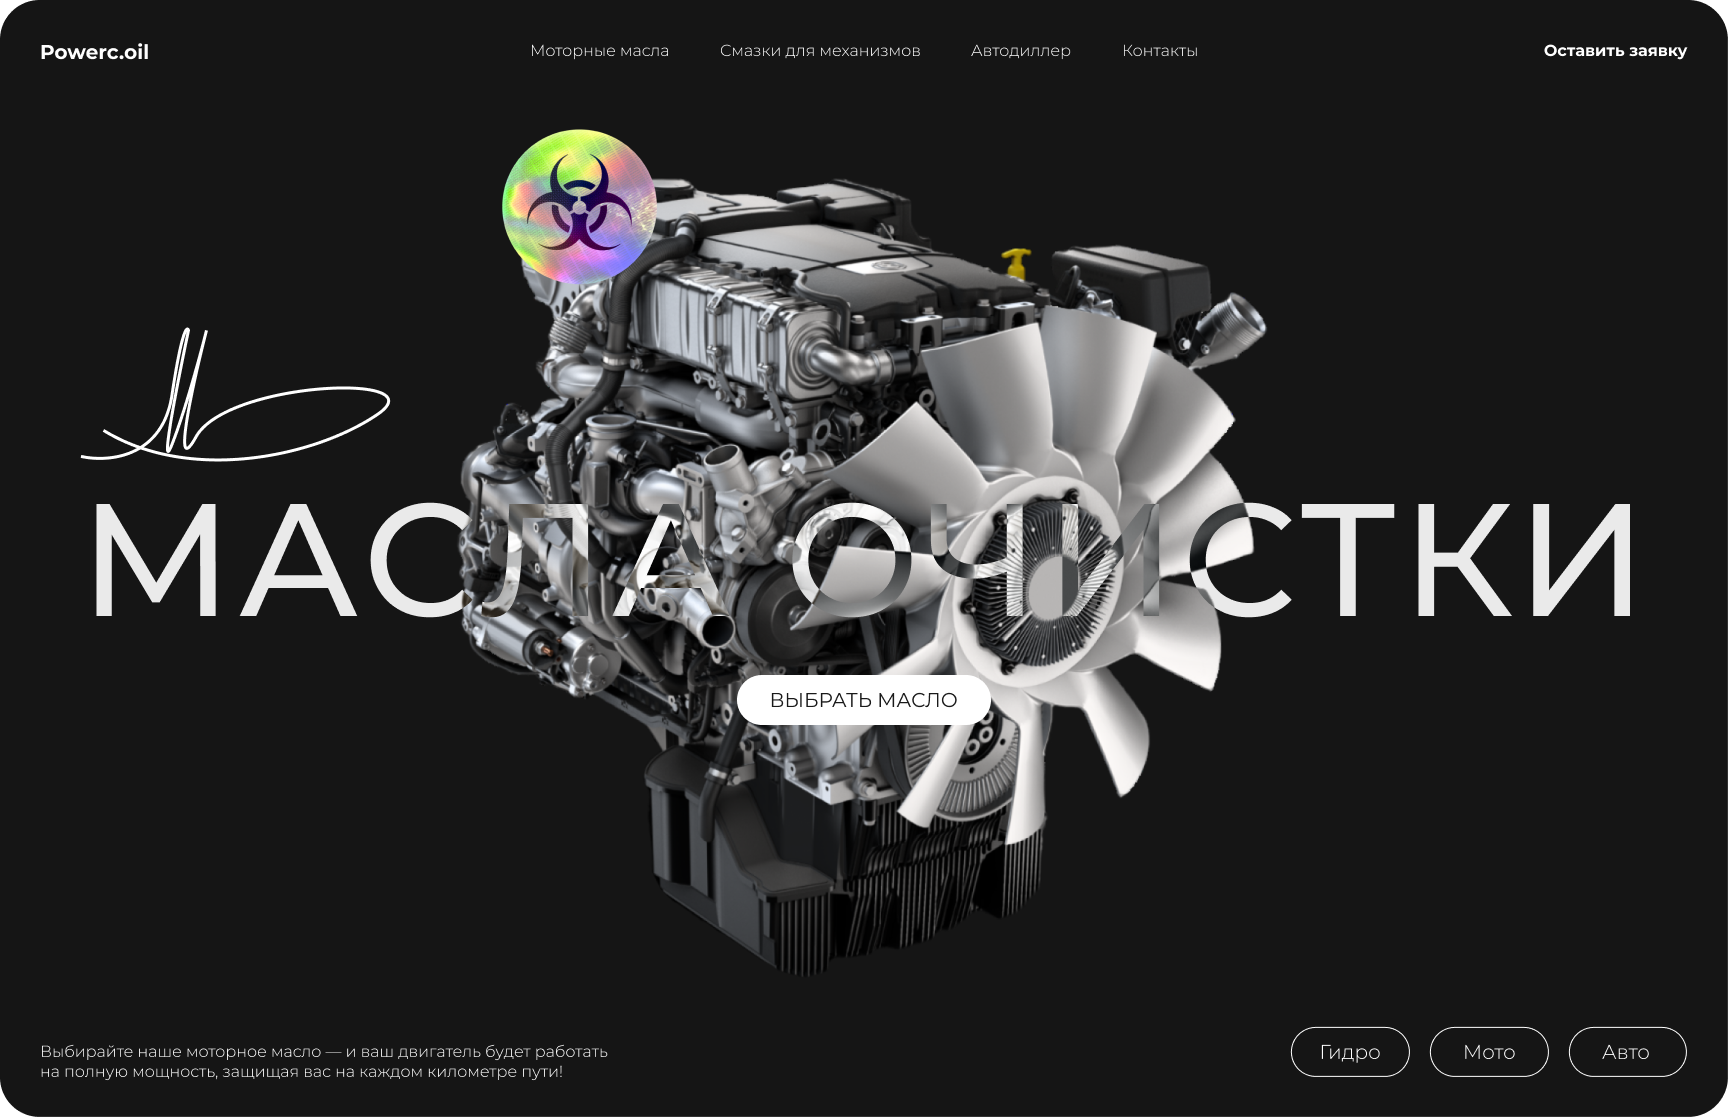 Powerc.oil
Моторные масла
Смазки для механизмов
Автодиллер
Контакты
Оставить заявку
МАСЛА ОЧИСТКИ
ВЫБРАТЬ МАСЛО
Выбирайте наше моторное масло — и ваш двигатель будет работать
на полную мощность, защищая вас на каждом километре пути!
Гидро
Мото
Авто